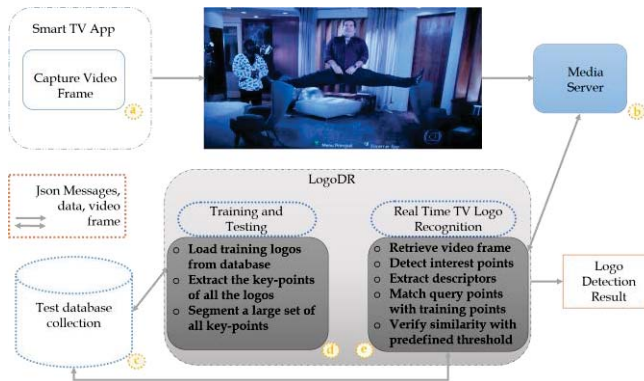 Smart TV App
Capture Video
Frame
a
Menu Principal
Media
Server
b
LogoDR
Json Messages,
data, video
frame
Training and
Testing
o Load training logos
from database
o Extract the key-points
of all the logos
o Segment a large set of
all key-points
d
Real Time TV Logo
Recognition
o Retrieve video frame
o Detect interest points
o Extract descriptors
o Match query points
with training points
o Verify similarity with
predefined threshold
e
Logo
Detection
Result
Test database
collection
c